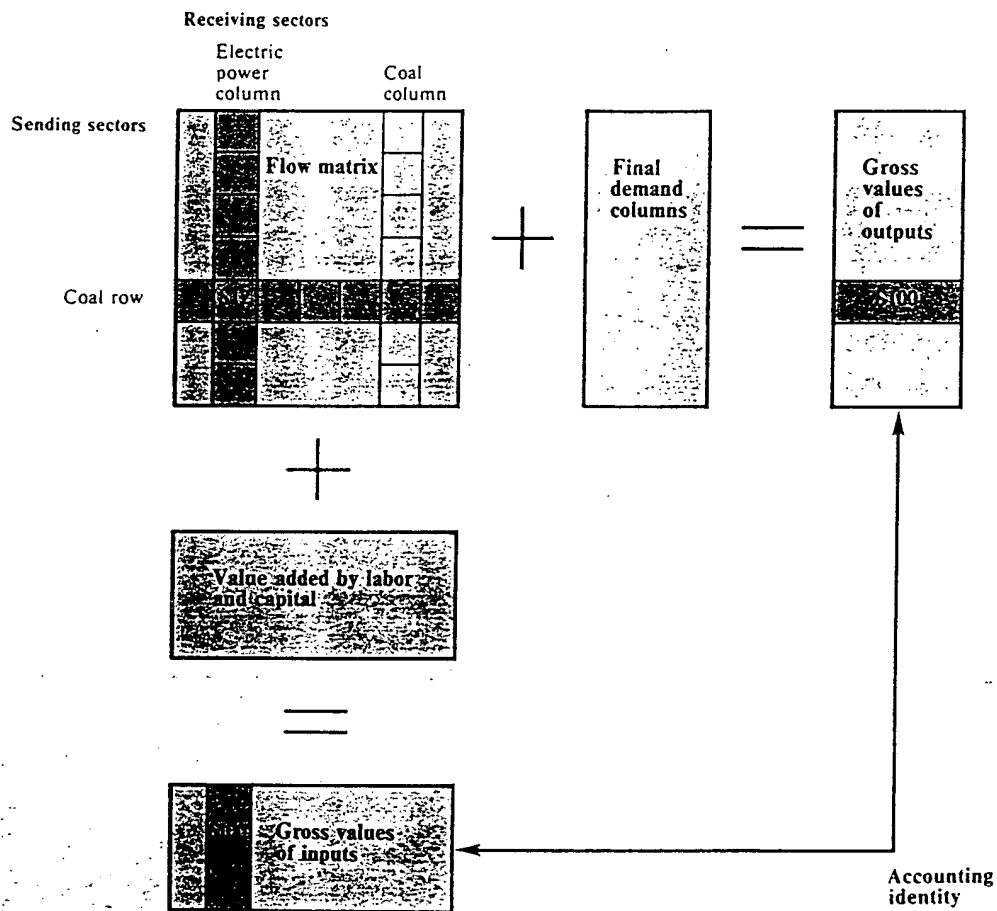 Receiving sectors
Electric
power
column
Coal
column
Sending sectors
Flow matrix
Final
demand
columns
Gross
values
of
outputs
Coal row
$100
Value added by labor
and capital
Gross values
of inputs
Accounting
identity